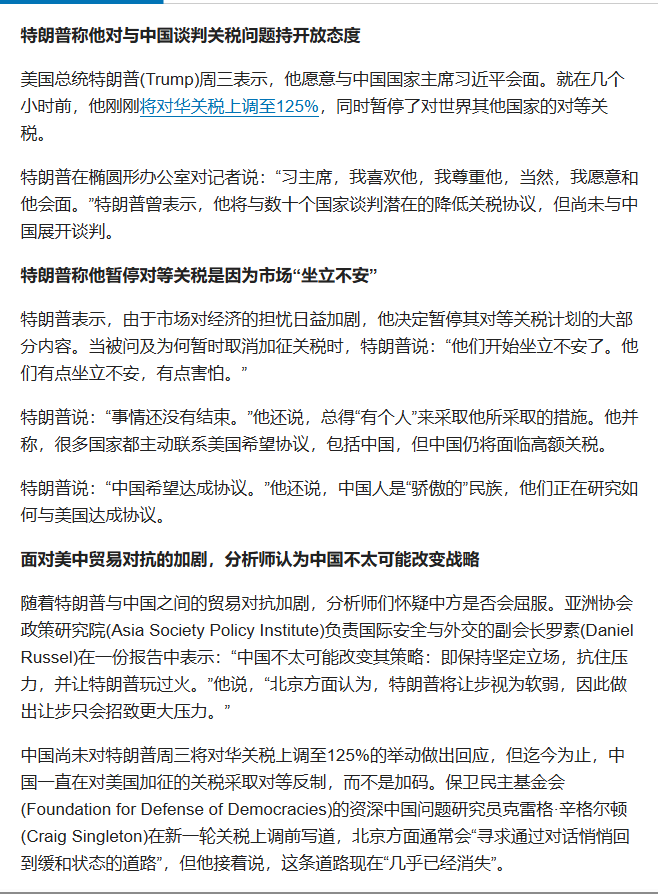 特朗普称他对与中国谈判关税问题持开放态度
美国总统特朗普(Trump)周三表示，他愿意与中国国家主席习近平会面。就在几个
小时前，他刚刚将对华关税上调至125%，同时暂停了对世界其他国家的对等关
税。
特朗普在椭圆形办公室对记者说：“习主席，我喜欢他，我尊重他，当然，我愿意和
他会面。”特朗普曾表示，他将与数十个国家谈判潜在的降低关税协议，但尚未与中
国展开谈判。
特朗普称他暂停对等关税是因为市场“坐立不安”
特朗普表示，由于市场对经济的担忧日益加剧，他决定暂停其对等关税计划的大部
分内容。当被问及为何暂时取消加征关税时，特朗普说：“他们开始坐立不安了。他
们有点坐立不安，有点害怕。”
特朗普说：“事情还没有结束。”他还说，总得“有个人”来采取他所采取的措施。他并
称，很多国家都主动联系美国希望协议，包括中国，但中国仍将面临高额关税。
特朗普说：“中国希望达成协议。”他还说，中国人是“骄傲的”民族，他们正在研究如
何与美国达成协议。
面对美中贸易对抗的加剧，分析师认为中国不太可能改变战略
随着特朗普与中国之间的贸易对抗加剧，分析师们怀疑中方是否会屈服。亚洲协会
政策研究院(Asia Society Policy Institute)负责国际安全与外交的副会长罗素(Daniel
Russel)在一份报告中表示：“中国不太可能改变其策略：即保持坚定立场，抗住压
力，并让特朗普玩过火。”他说，“北京方面认为，特朗普将让步视为软弱，因此做
出让步只会招致更大压力。”
中国尚未对特朗普周三将对华关税上调至125%的举动做出回应，但迄今为止，中
国一直在对美国加征的关税采取对等反制，而不是加码。保卫民主基金会
(Foundation for Defense of Democracies)的资深中国问题研究员克雷格·辛格尔顿
(Craig Singleton)在新一轮关税上调前写道，北京方面通常会“寻求通过对话悄悄回
到缓和状态的道路”，但他接着说，这条道路现在“几乎已经消失”。